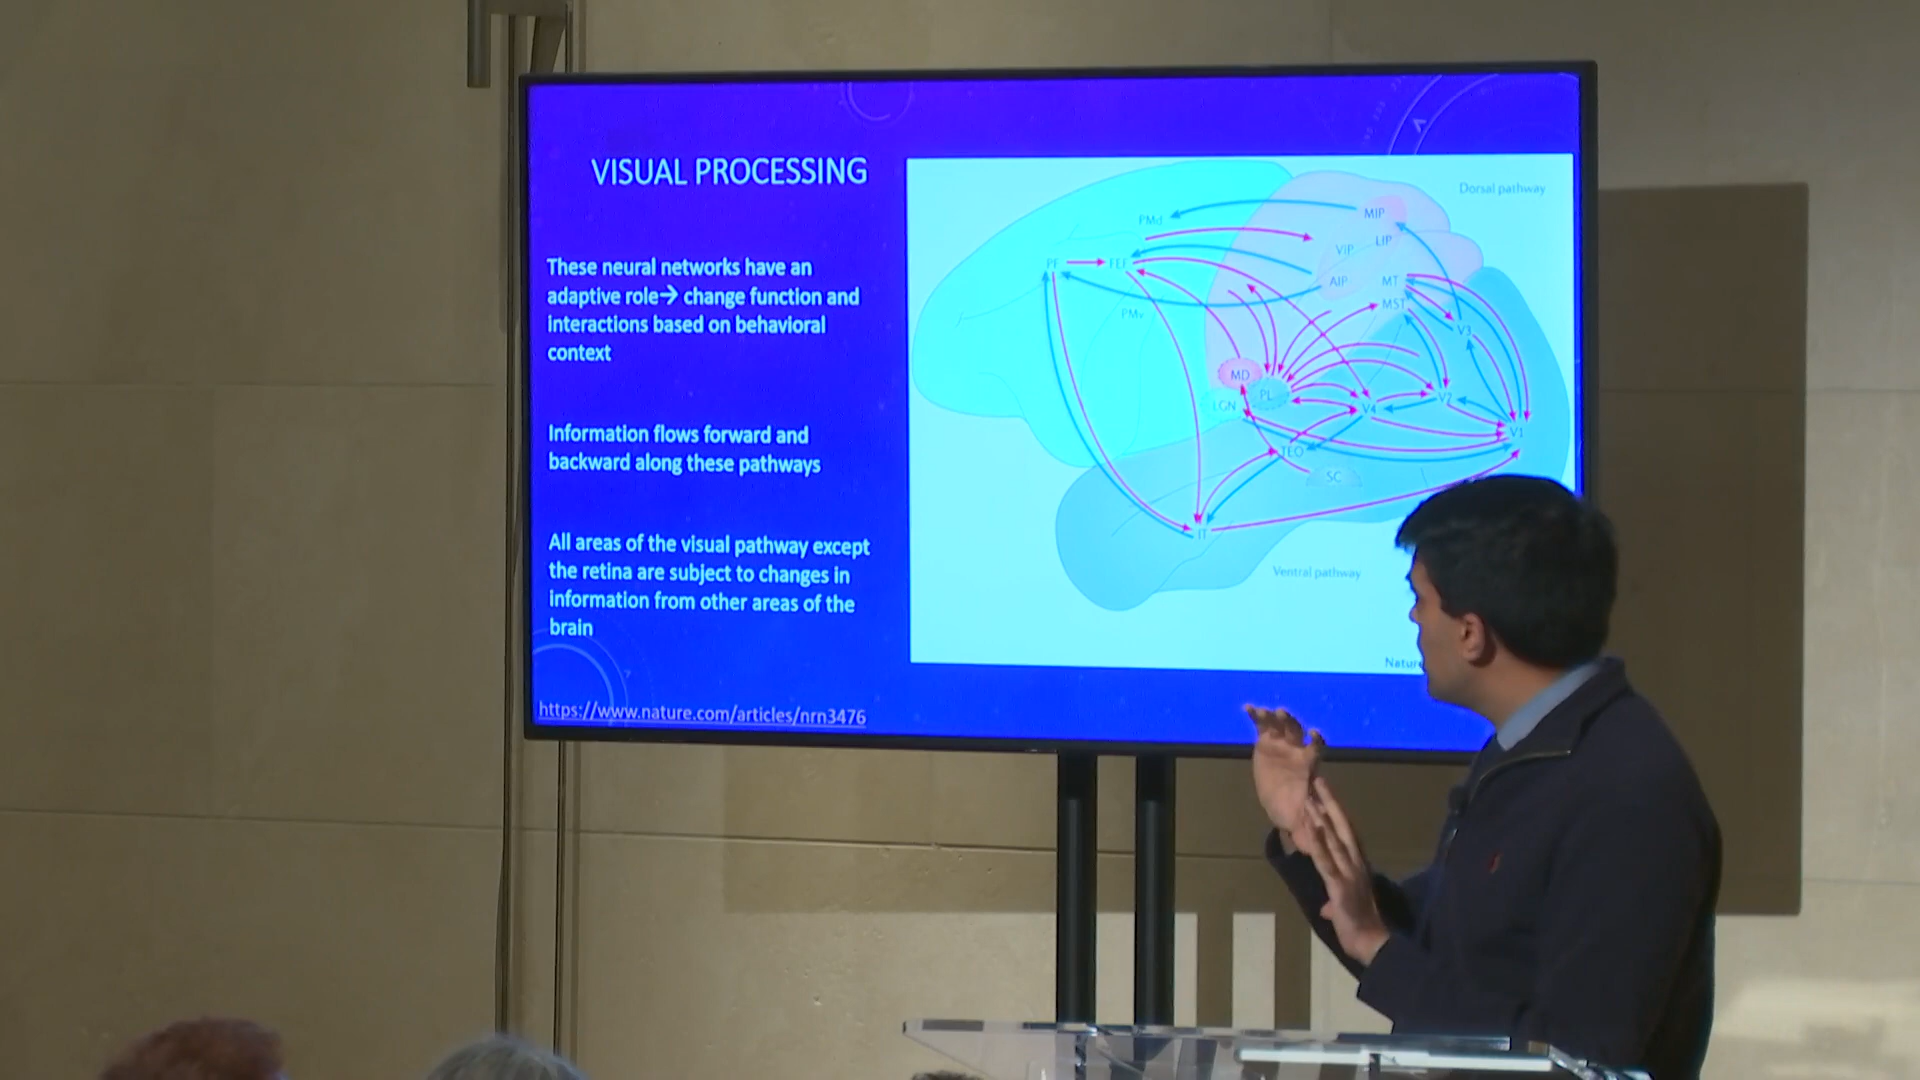 VISUAL PROCESSING
These neural networks have an
adaptive role→ change function and
interactions based on behavioral
context
Information flows forward and
backward along these pathways
All areas of the visual pathway except
the retina are subject to changes in
information from other areas of the
brain
https://www.nature.com/articles/nrn3476
Dorsal pathway
PMd
MIP
VIP
LIP
PF
FEF
AIP
MT
MST
PMv
V3
MD
PL
LGN
V4
V2
V1
TEO
SC
IT
Ventral pathway
Nature